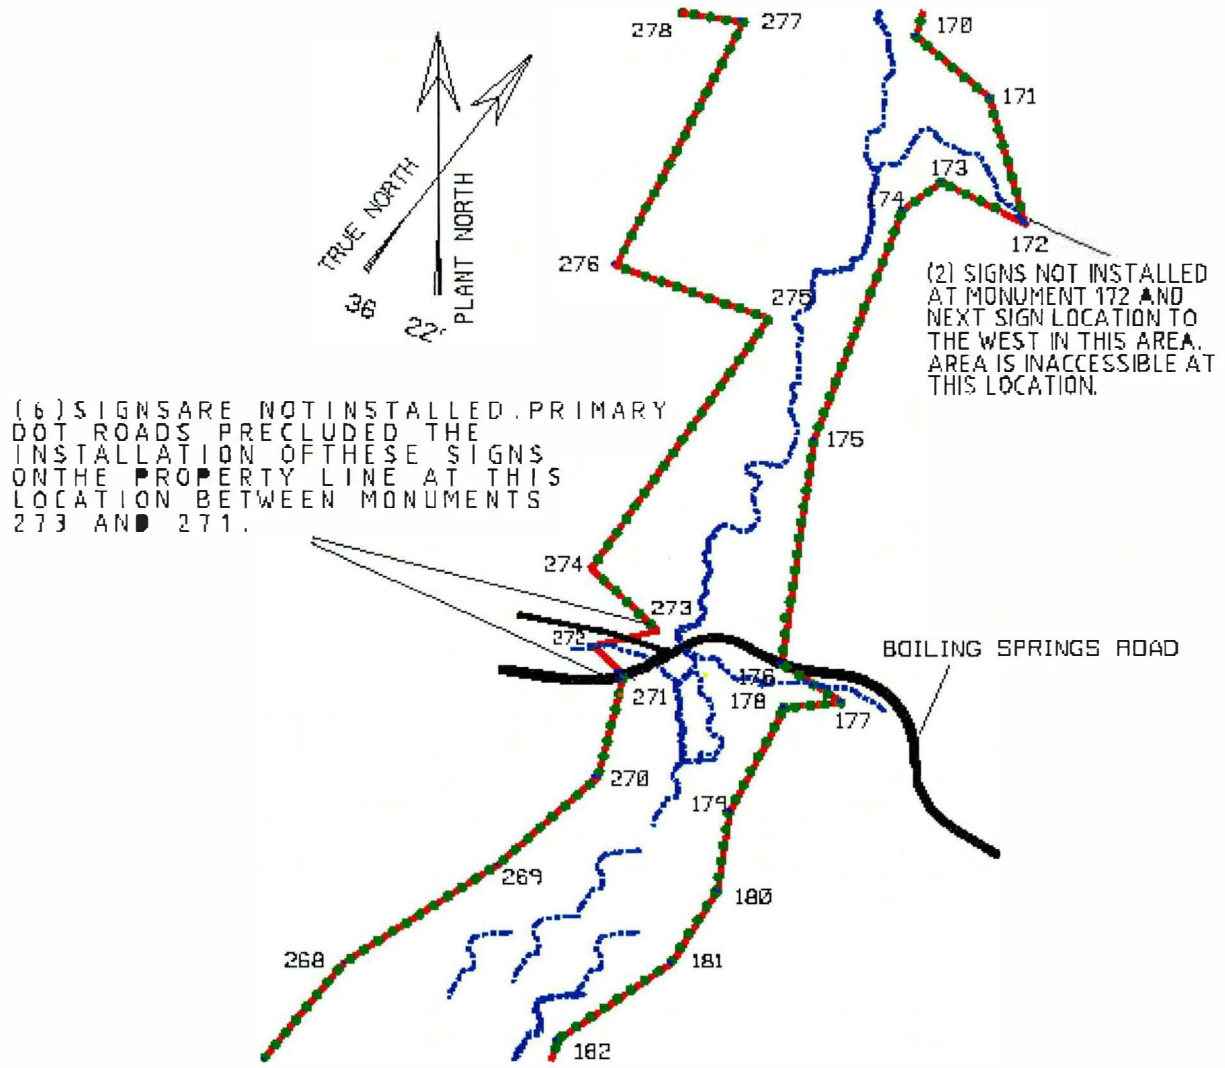 278
277
170
171
173
174
172
TRUE NORTH
PLANT NORTH
36
22'
276
275
(2) SIGNS NOT INSTALLED
AT MONUMENT 172 AND
NEXT SIGN LOCATION TO
THE WEST IN THIS AREA.
AREA IS INACCESSIBLE AT
THIS LOCATION.
(6)SIGNSARE NOTINSTALLED.PRIMARY
DOT ROADS PRECLUDED THE
INSTALLATION OFTHESE SIGNS
ONTHE PROPERTY LINE AT THIS
LOCATION BETWEEN MONUMENTS
273 AND 271.
175
274
273
272
BOILING SPRINGS ROAD
176
271
178
177
270
179
269
180
268
181
182